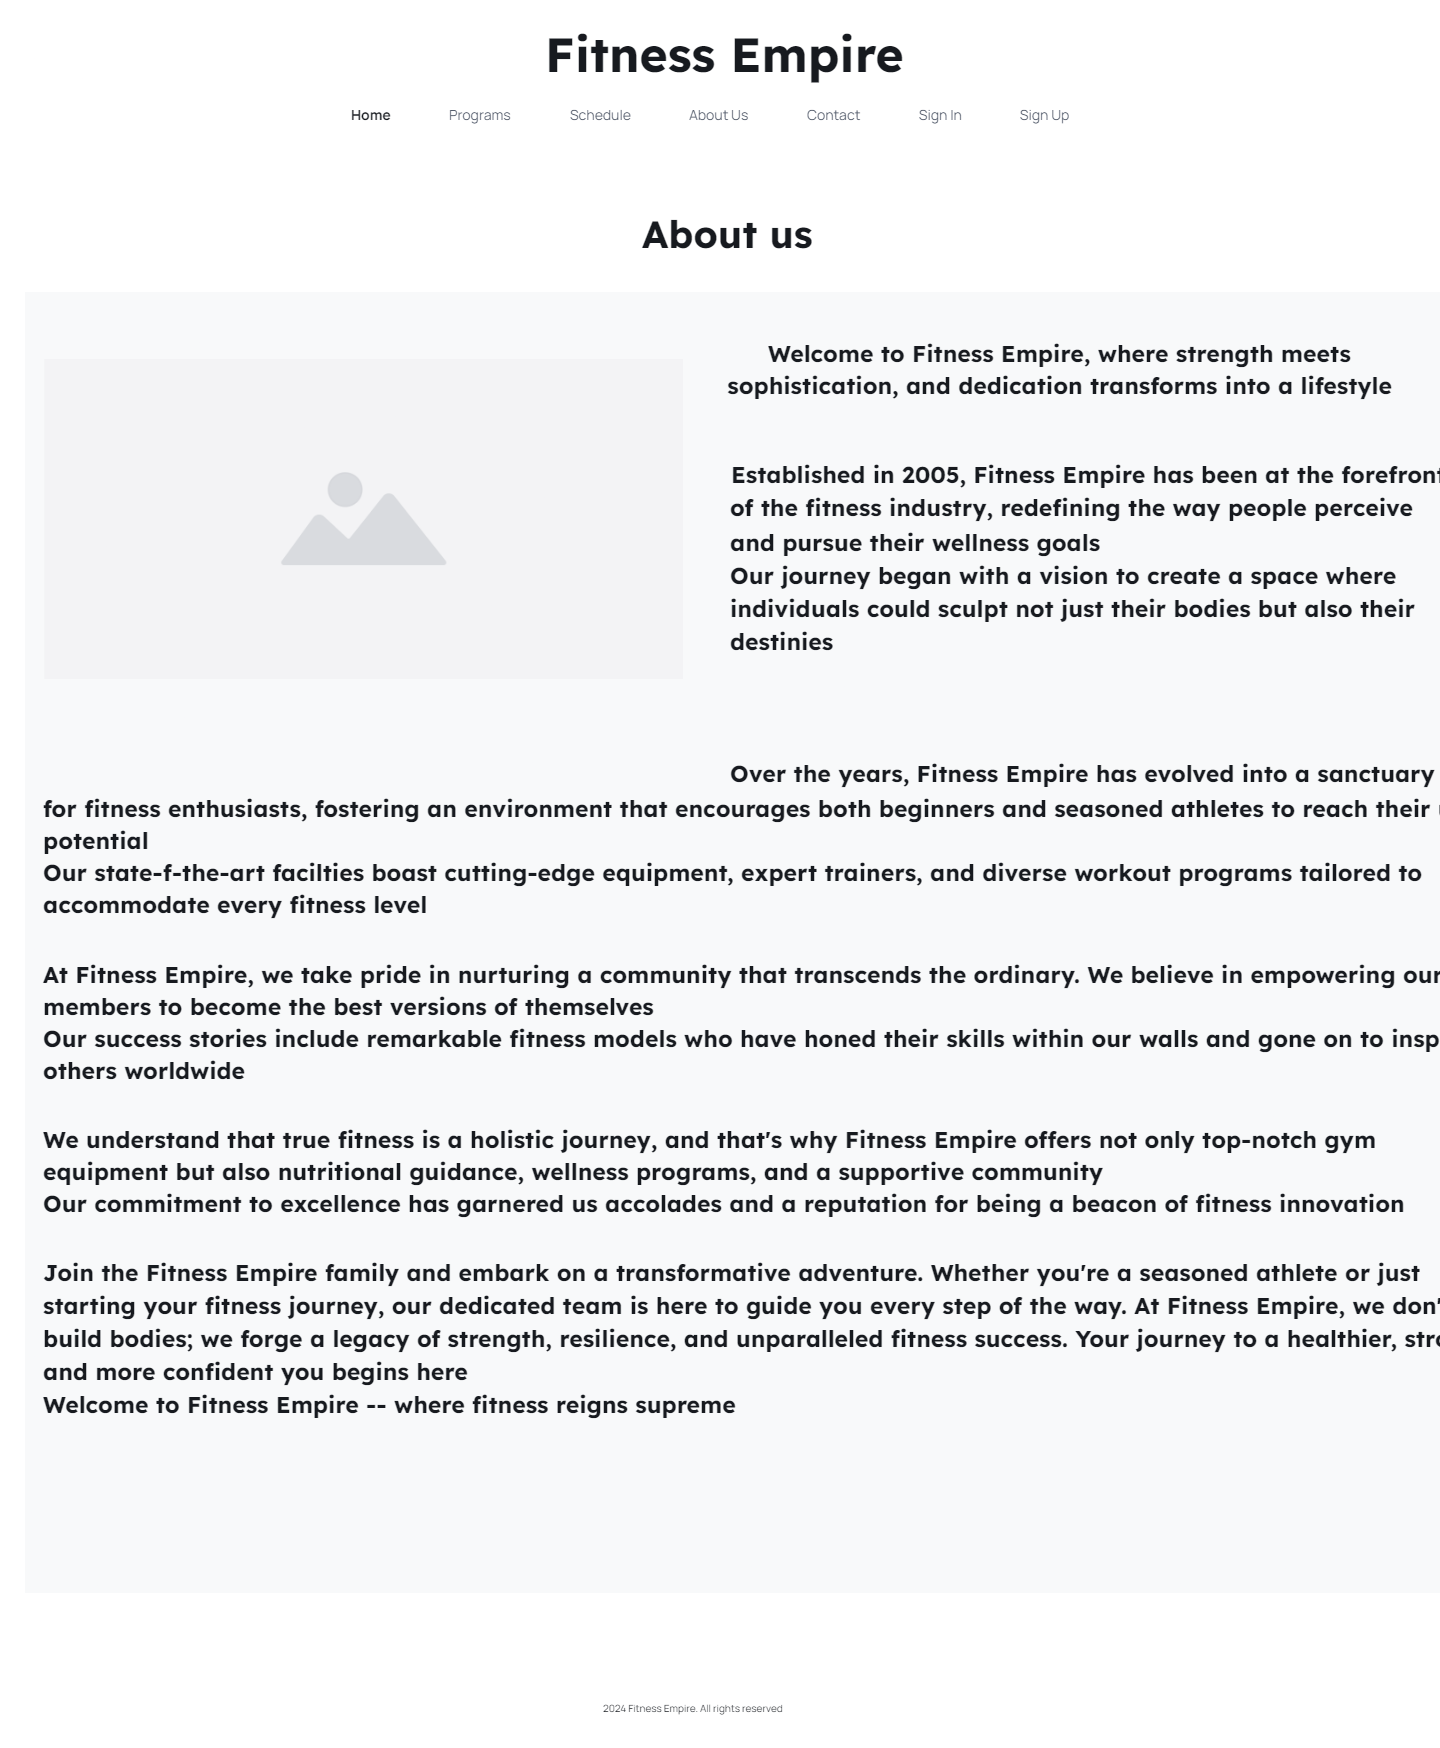 Fitness Empire
Home Programs Schedule About Us Contact Sign In Sign Up
About us
Welcome to Fitness Empire, where strength meets
sophistication, and dedication transforms into a lifestyle
Established in 2005, Fitness Empire has been at the forefront
of the fitness industry, redefining the way people perceive
and pursue their wellness goals
Our journey began with a vision to create a space where
individuals could sculpt not just their bodies but also their
destinies
Over the years, Fitness Empire has evolved into a sanctuary
for fitness enthusiasts, fostering an environment that encourages both beginners and seasoned athletes to reach their
potential
Our state-f-the-art facilties boast cutting-edge equipment, expert trainers, and diverse workout programs tailored to
accommodate every fitness level
At Fitness Empire, we take pride in nurturing a community that transcends the ordinary. We believe in empowering our
members to become the best versions of themselves
Our success stories include remarkable fitness models who have honed their skills within our walls and gone on to
others worldwide
We understand that true fitness is a holistic journey, and that's why Fitness Empire offers not only top-notch gym
equipment but also nutritional guidance, wellness programs, and a supportive community
Our commitment to excellence has garnered us accolades and a reputation for being a beacon of fitness innovation
Join the Fitness Empire family and embark on a transformative adventure. Whether you're a seasoned athlete or just
starting your fitness journey, our dedicated team is here to guide you every step of the way. At Fitness Empire, we
build bodies; we forge a legacy of strength, resilience, and unparalleled fitness success. Your journey to a healthier,
and more confident you begins here
Welcome to Fitness Empire -- where fitness reigns supreme
2024 Fitness Empire. All rights reserved